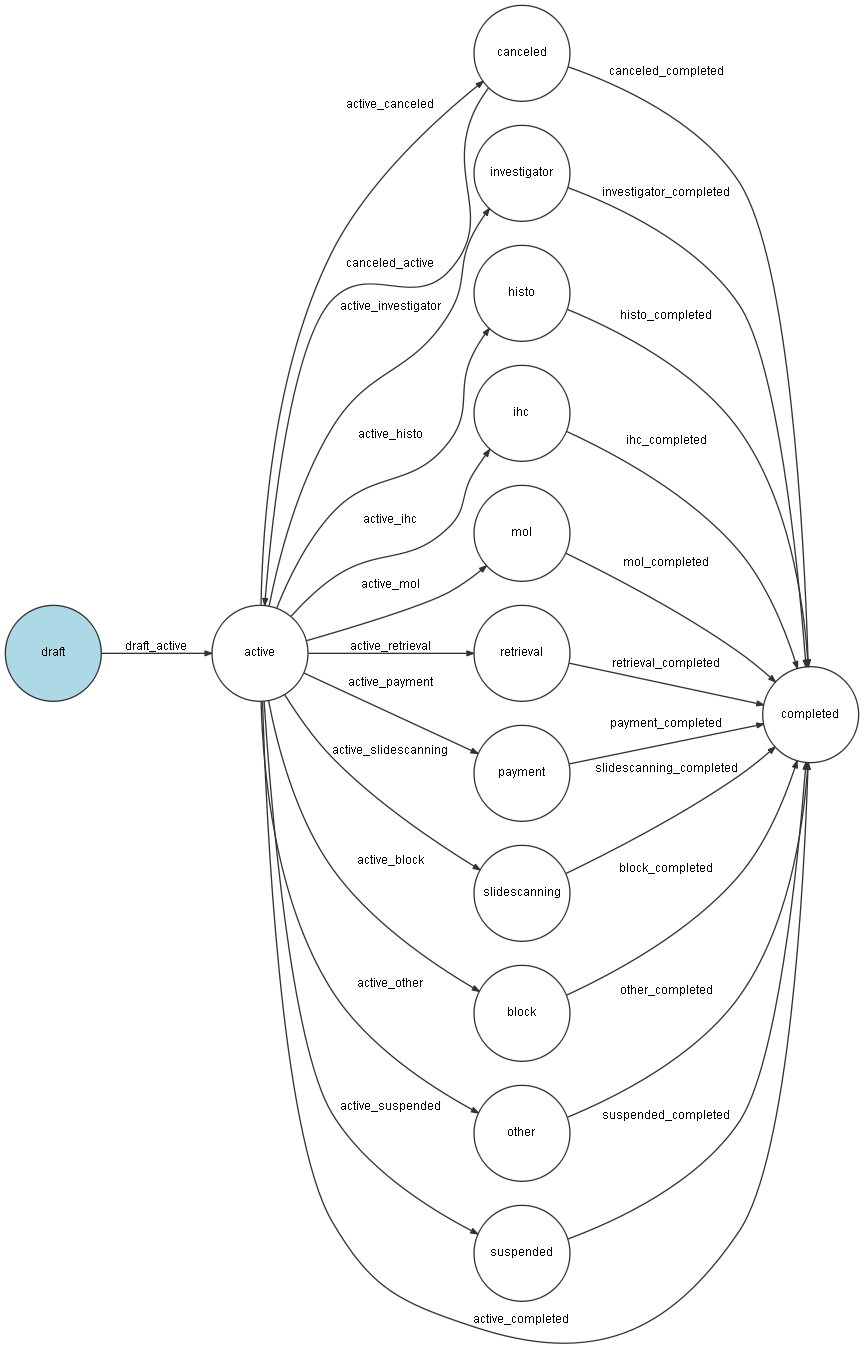 canceled
canceled_completed
active_canceled
investigator
investigator_completed
canceled_active
histo
active_investigator
histo_completed
ihc
active_histo
ihc_completed
active_ihc
mol
mol_completed
active_mol
draft
draft_active
active
active_retrieval
retrieval
retrieval_completed
active_payment
completed
payment_completed
active_slidescanning
payment
slidescanning_completed
active_block
block_completed
slidescanning
active_other
other_completed
block
active_suspended
suspended_completed
other
suspended
active_completed